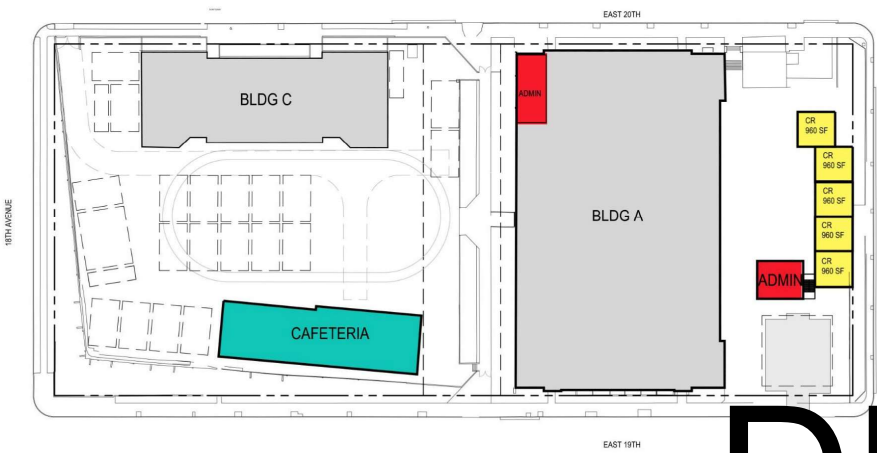 EAST 20TH
BLDG C
ADMIN
CR
960 SF
CR
960 SF
CR
960 SF
CR
960 SF
CR
960 SF
18TH AVENUE
BLDG A
ADMIN
CAFETERIA
EAST 19TH